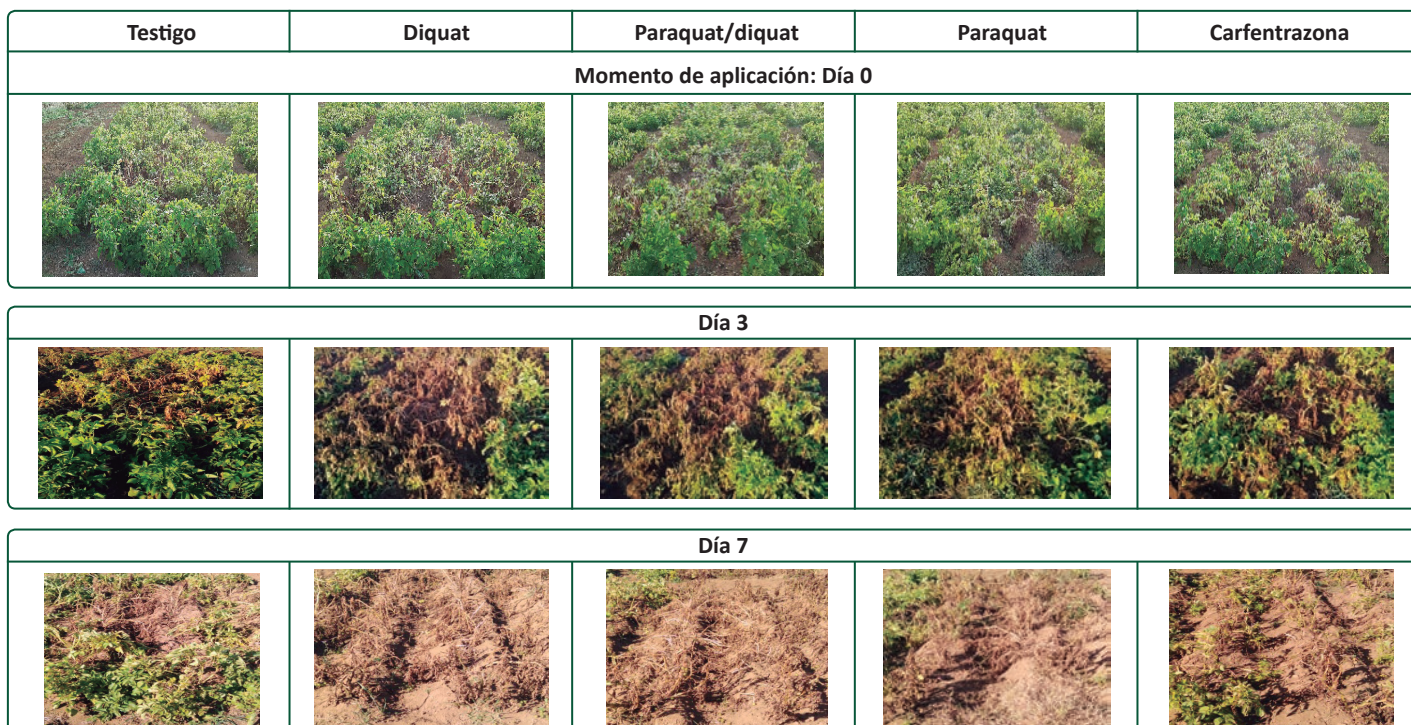 Testigo Diquat Paraquat/diquat Paraquat Carfentrazona
Momento de aplicación: Día 0
Día 3
Día 7